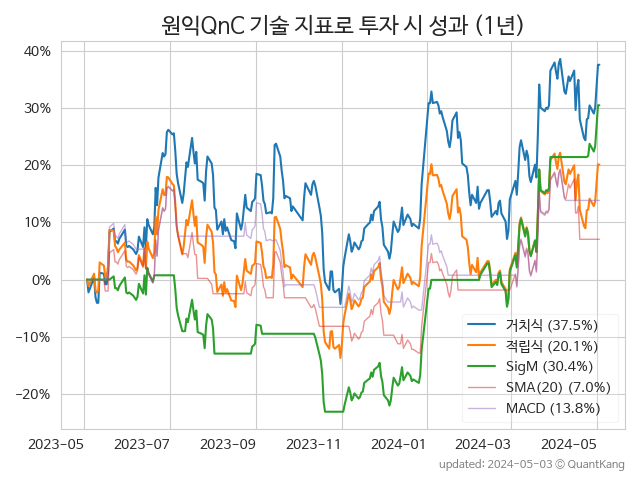 원익QnC 기술 지표로 투자 시 성과 (1년)
40%
30%
20%
10%
0%
−10%
−20%
거치식 (37.5%)
적립식 (20.1%)
SigM (30.4%)
SMA(20) (7.0%)
MACD (13.8%)
2023-05 2023-07 2023-09 2023-11 2024-01 2024-03 2024-05
updated: 2024-05-03 © QuantKang